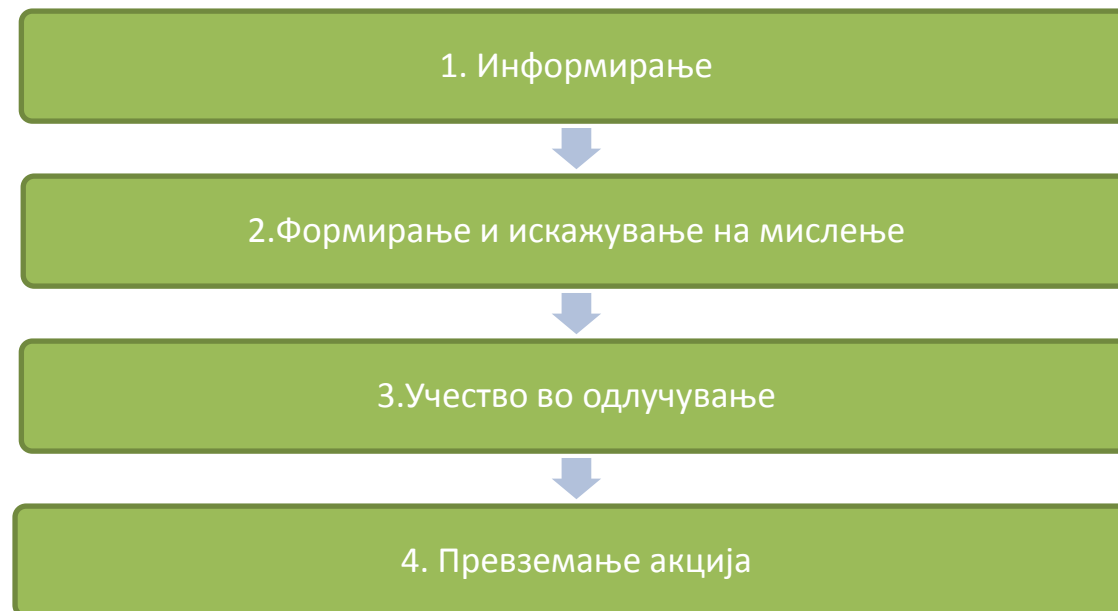 1. Информирање
2.Формирање и искажување на мислење
3.Учество во одлучување
4. Превземање акција